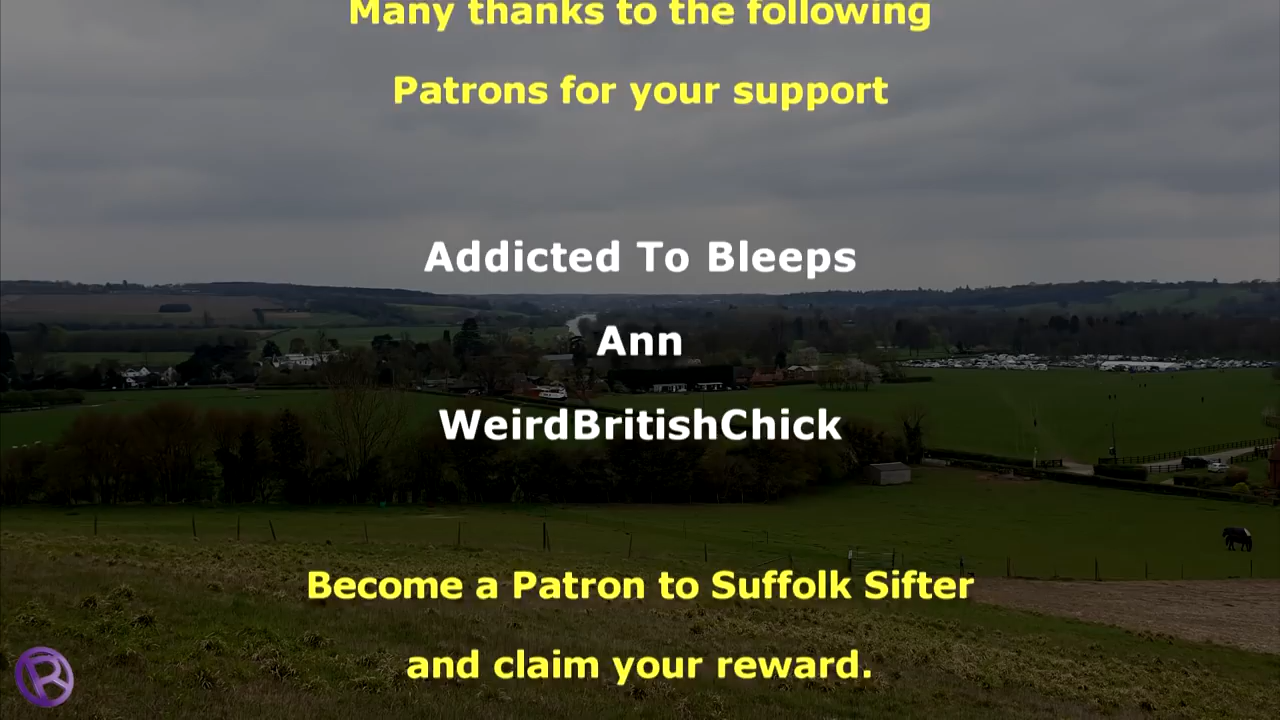 Many thanks to the following
Patrons for your support
Addicted To Bleeps
Ann
WeirdBritishChick
Become a Patron to Suffolk Sifter
and claim your reward.